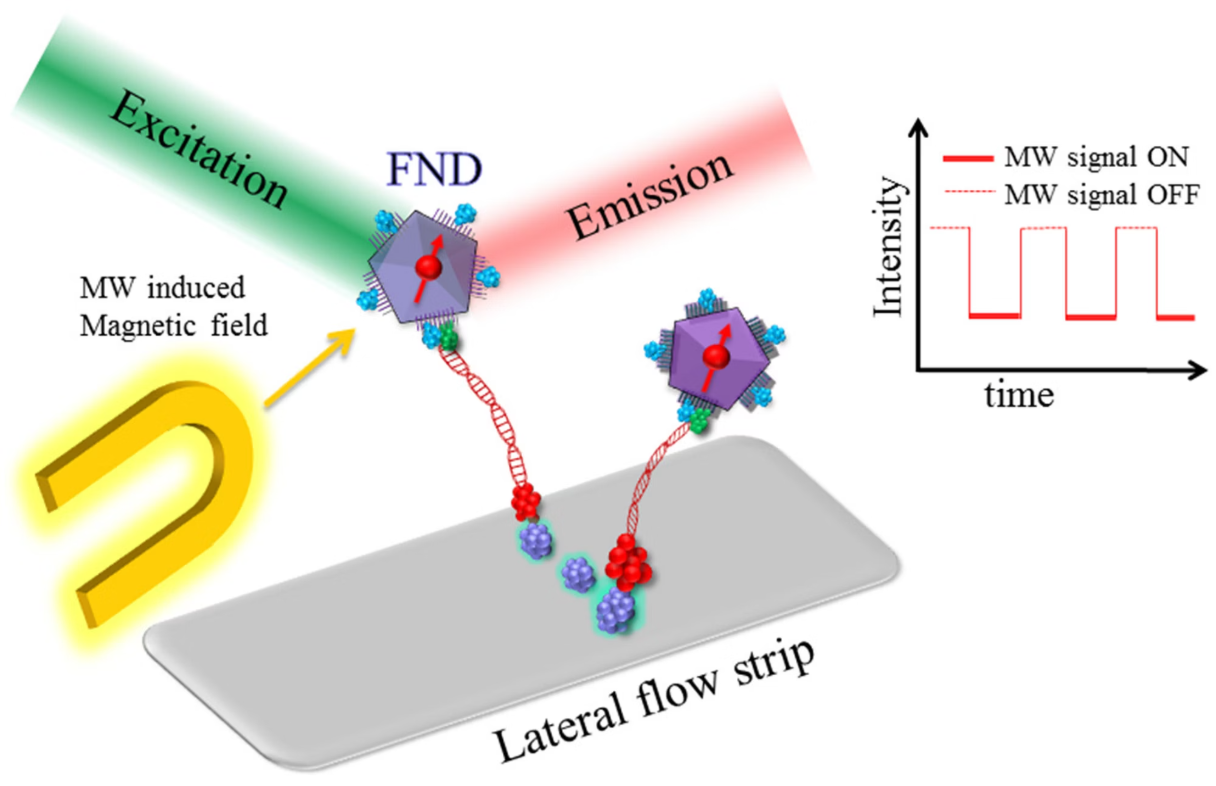 Excitation
FND
Emission
MW induced
Magnetic field
Lateral flow strip
MW signal ON
MW signal OFF
Intensity
time